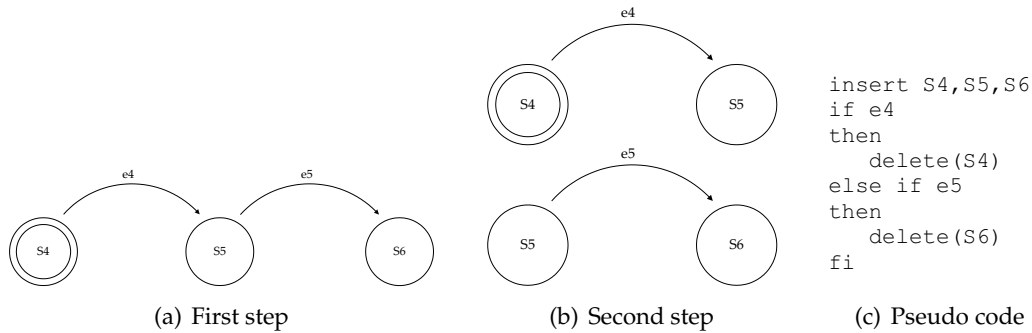 e4
e5
S4
S5
S6
(a) First step
e4
S4
S5
e5
S5
S6
(b) Second step
insert S4,S5,S6
if e4
then
   delete(S4)
else if e5
then
   delete(S6)
fi
(c) Pseudo code